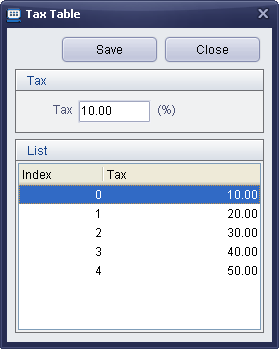 Tax Table
Save Close
Tax
Tax 10.00 (%)
List
Index Tax
0 10.00
1 20.00
2 30.00
3 40.00
4 50.00